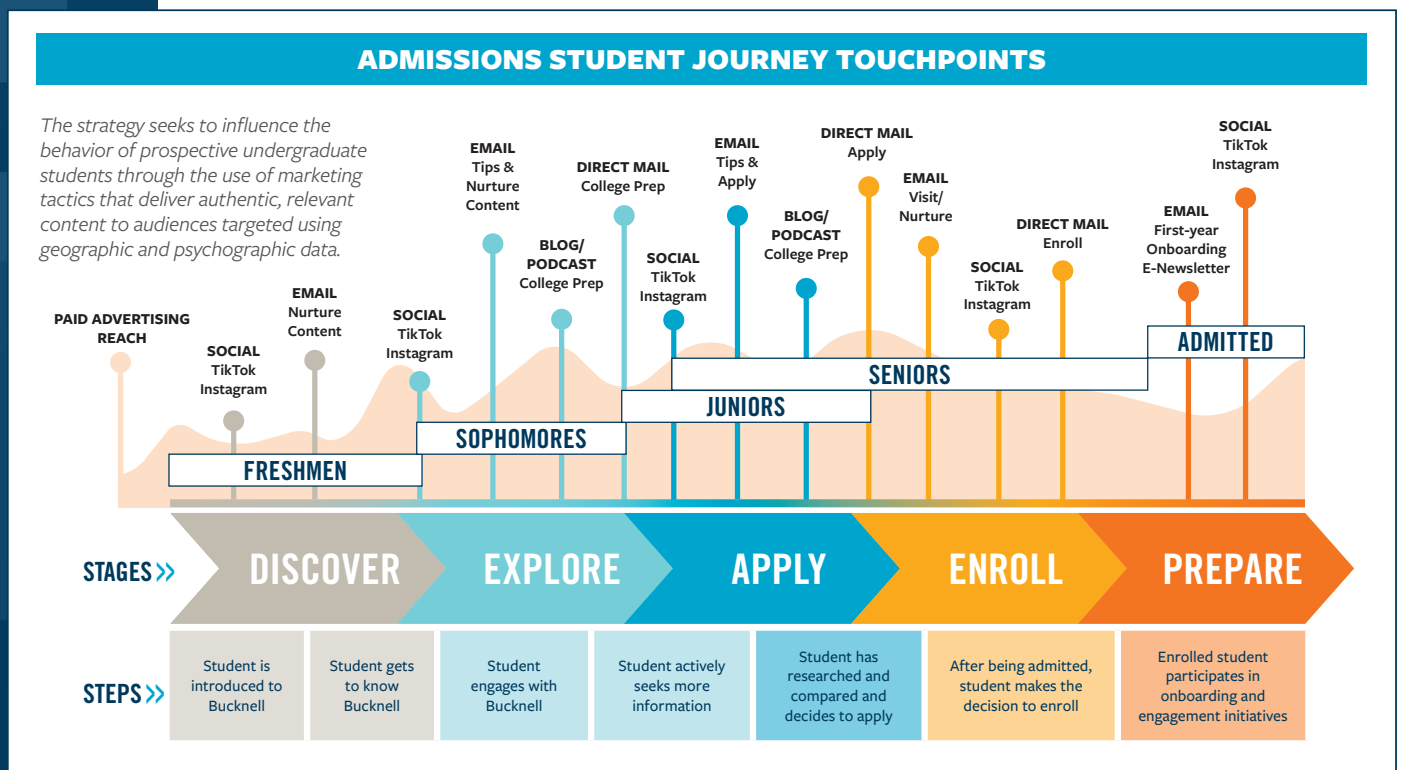 ADMISSIONS STUDENT JOURNEY TOUCHPOINTS
The strategy seeks to influence the
behavior of prospective undergraduate
students through the use of marketing
tactics that deliver authentic, relevant
content to audiences targeted using
geographic and psychographic data.
PAID ADVERTISING
REACH
SOCIAL
TikTok
Instagram
EMAIL
Nurture
Content
SOCIAL
TikTok
Instagram
EMAIL
Tips &
Nurture
Content
BLOG/
PODCAST
College Prep
DIRECT MAIL
College Prep
SOCIAL
TikTok
Instagram
EMAIL
Tips &
Apply
BLOG/
PODCAST
College Prep
DIRECT MAIL
Apply
EMAIL
Visit/
Nurture
SOCIAL
TikTok
Instagram
DIRECT MAIL
Enroll
EMAIL
First-year
Onboarding
E-Newsletter
SOCIAL
TikTok
Instagram
FRESHMEN
SOPHOMORES
JUNIORS
SENIORS
ADMITTED
STAGES »
DISCOVER
EXPLORE
APPLY
ENROLL
PREPARE
STEPS »
Student is
introduced to
Bucknell
Student gets
to know
Bucknell
Student
engages with
Bucknell
Student actively
seeks more
information
Student has
researched and
compared and
decides to apply
After being admitted,
student makes the
decision to enroll
Enrolled student
participates in
onboarding and
engagement initiatives